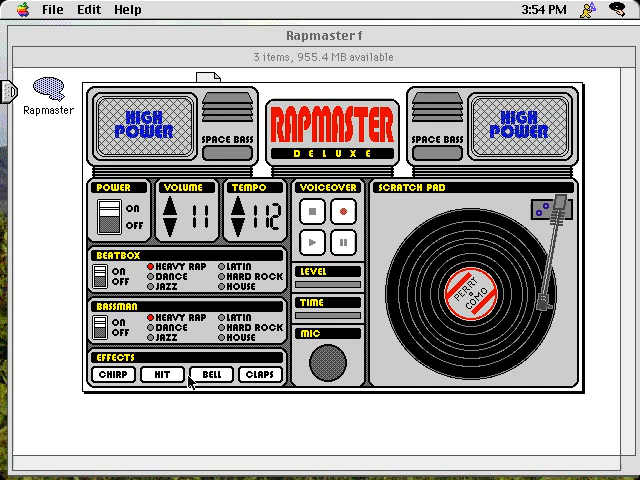 File Edit Help
3:54 PM
Rapmaster f
3 items, 955.4 MB available
Rapmaster
HIGH POWER
SPACE BASS
RAPMASTER
DELUXE
SPACE BASS
HIGH POWER
POWER
ON
OFF
VOLUME
11
TEMPO
112
VOICEOVER
SCRATCH PAD
BEATBOX
ON
OFF
HEAVY RAP
DANCE
JAZZ
LATIN
HARD ROCK
HOUSE
BASSMAN
ON
OFF
HEAVY RAP
DANCE
JAZZ
LATIN
HARD ROCK
HOUSE
EFFECTS
CHIRP HIT BELL CLAPS
LEVEL
TIME
MIC
PERRY
COMO